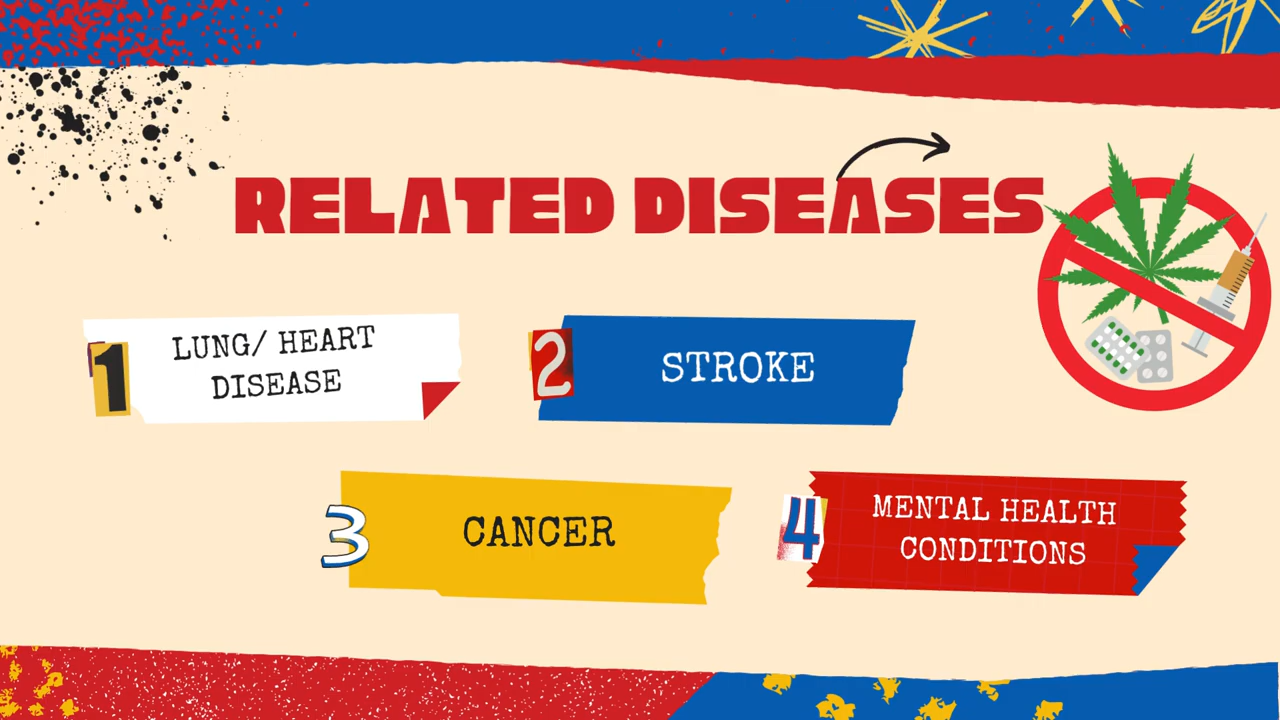 RELATED DISEASES
1
LUNG/ HEART
DISEASE
2
STROKE
3
CANCER
4
MENTAL HEALTH
CONDITIONS